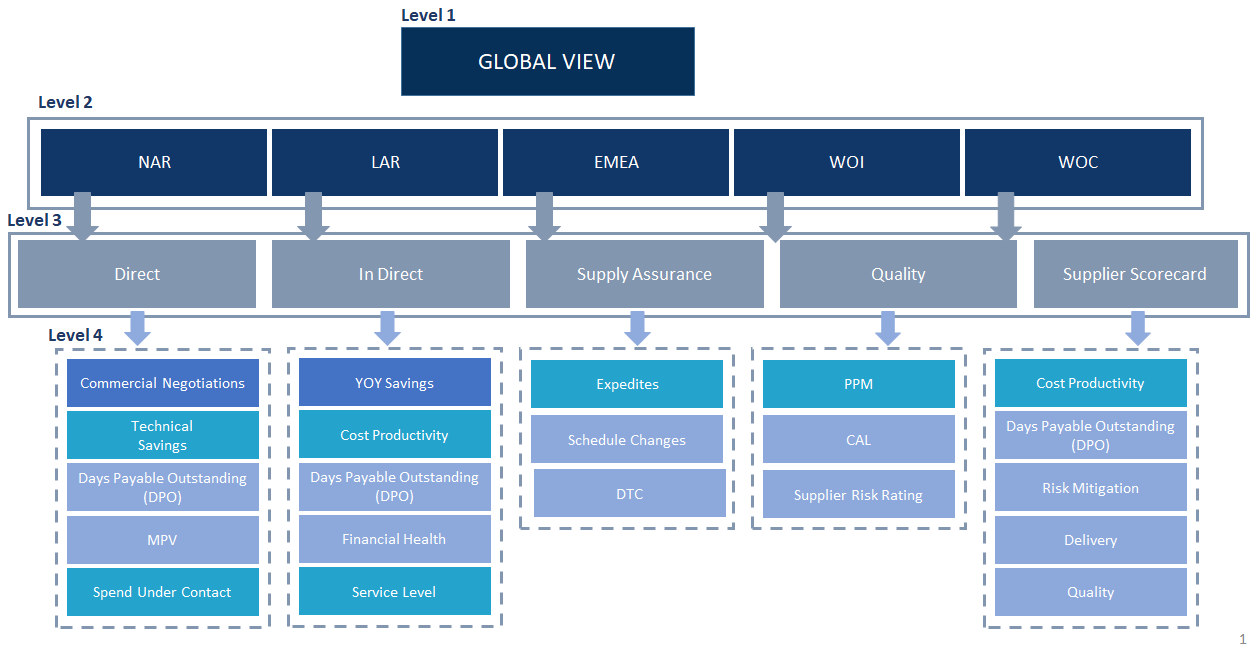 Level 1
GLOBAL VIEW
Level 2
NAR
LAR
EMEA
WOI
WOC
Level 3
Direct
In Direct
Supply Assurance
Quality
Supplier Scorecard
Level 4
Commercial Negotiations
Technical
Savings
Days Payable Outstanding
(DPO)
MPV
Spend Under Contact
YOY Savings
Cost Productivity
Days Payable Outstanding
(DPO)
Financial Health
Service Level
Expedites
Schedule Changes
DTC
PPM
CAL
Supplier Risk Rating
Cost Productivity
Days Payable Outstanding
(DPO)
Risk Mitigation
Delivery
Quality
1